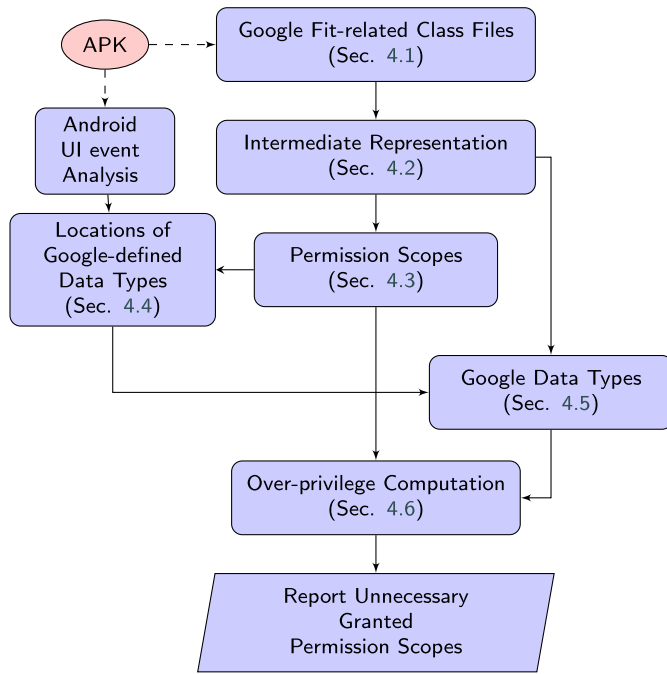 APK
Google Fit-related Class Files
(Sec. 4.1)
Android
UI event
Analysis
Intermediate Representation
(Sec. 4.2)
Locations of
Google-defined
Data Types
(Sec. 4.4)
Permission Scopes
(Sec. 4.3)
Google Data Types
(Sec. 4.5)
Over-privilege Computation
(Sec. 4.6)
Report Unnecessary
Granted
Permission Scopes